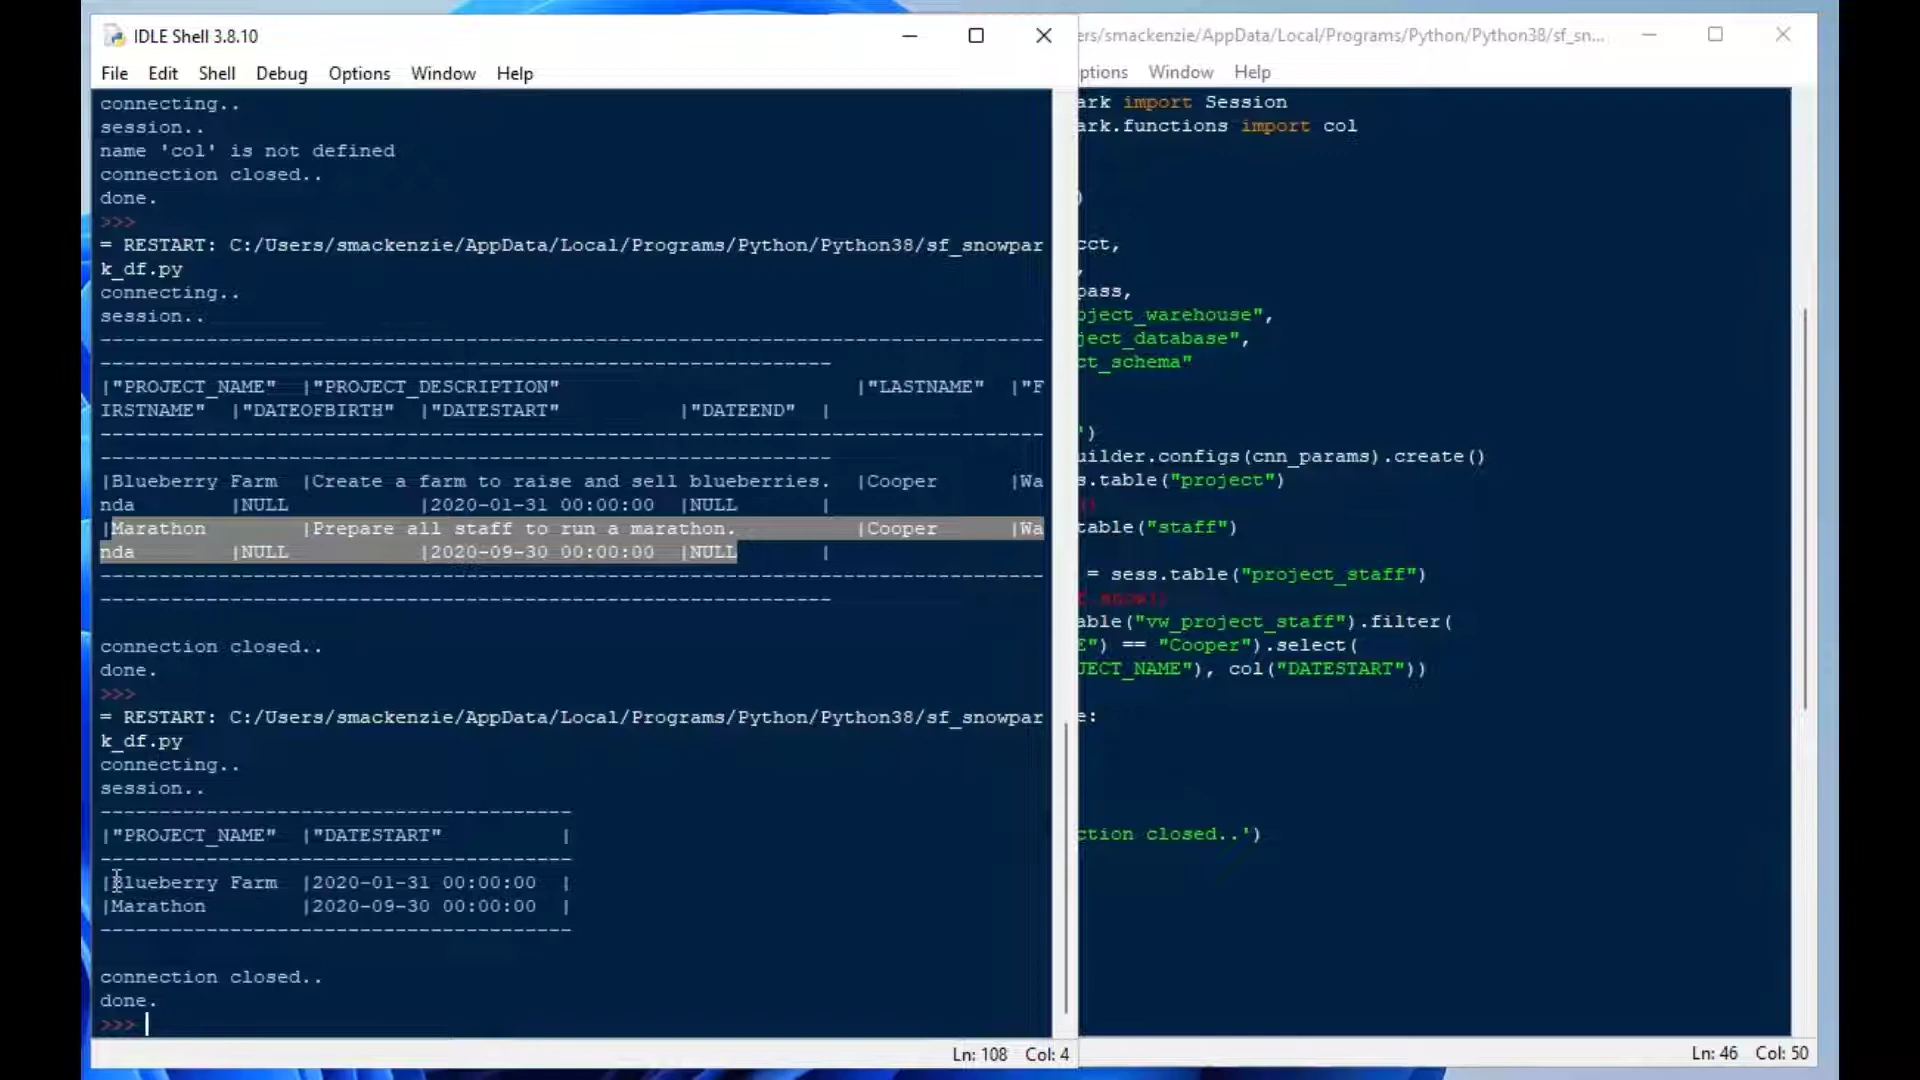 IDLE Shell 3.8.10
File Edit Shell Debug Options Window Help
connecting..
session..
name 'col' is not defined
connection closed..
done.
>>>
= RESTART: C:/Users/smackenzie/AppData/Local/Programs/Python/Python38/sf_snowpar
k_df.py
connecting..
session..
--------------------------------------------------------------------------------
--------------------------------------------------------------
|"PROJECT_NAME"  |"PROJECT_DESCRIPTION"                         |"LASTNAME"  |"F
IRSTNAME"  |"DATEOFBIRTH"  |"DATESTART"          |"DATEEND"  |
--------------------------------------------------------------------------------
--------------------------------------------------------------
|Blueberry Farm  |Create a farm to raise and sell blueberries.  |Cooper      |Wa
nda        |NULL           |2020-01-31 00:00:00  |NULL       |
|Marathon        |Prepare all staff to run a marathon.          |Cooper      |Wa
nda        |NULL           |2020-09-30 00:00:00  |NULL       |
--------------------------------------------------------------------------------
--------------------------------------------------------------
connection closed..
done.
>>>
= RESTART: C:/Users/smackenzie/AppData/Local/Programs/Python/Python38/sf_snowpar
k_df.py
connecting..
session..
----------------------------------------
|"PROJECT_NAME"  |"DATESTART"          |
----------------------------------------
|Blueberry Farm  |2020-01-31 00:00:00  |
|Marathon        |2020-09-30 00:00:00  |
----------------------------------------
connection closed..
done.
>>>
Ln: 108 Col: 4
ers/smackenzie/AppData/Local/Programs/Python/Python38/sf_sn...
ptions Window Help
ark import Session
ark.functions import col
)
cct,
,
pass,
oject_warehouse",
ject_database",
ct_schema"
')
uilder.configs(cnn_params).create()
s.table("project")
table("staff")
= sess.table("project_staff")
f.show()
able("vw_project_staff").filter(
E") == "Cooper").select(
JECT_NAME"), col("DATESTART"))
e:
ction closed..')
Ln: 46 Col: 50